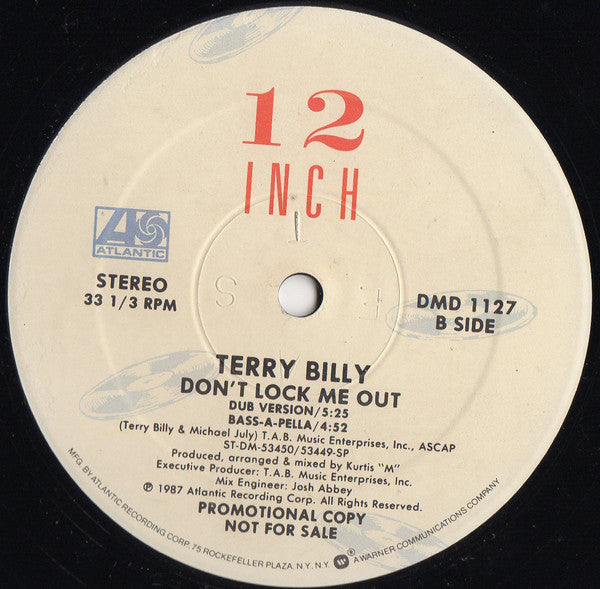 12
INCH
ATLANTIC
STEREO
33 1/3 RPM
DMD 1127
B SIDE
TERRY BILLY
DON'T LOCK ME OUT
DUB VERSION/5:25
BASS-A-PELLA/4:52
(Terry Billy & Michael July) T.A.B. Music Enterprises, Inc., ASCAP
ST-DM-53450/53449-SP
Produced, arranged & mixed by Kurtis "M"
Executive Producer: T.A.B. Music Enterprises, Inc.
Mix Engineer: Josh Abbey
℗ 1987 Atlantic Recording Corp. All Rights Reserved.
PROMOTIONAL COPY
NOT FOR SALE
MFG. BY ATLANTIC RECORDING CORP. 75 ROCKEFELLER PLAZA, N.Y. N.Y. ® A WARNER COMMUNICATIONS COMPANY